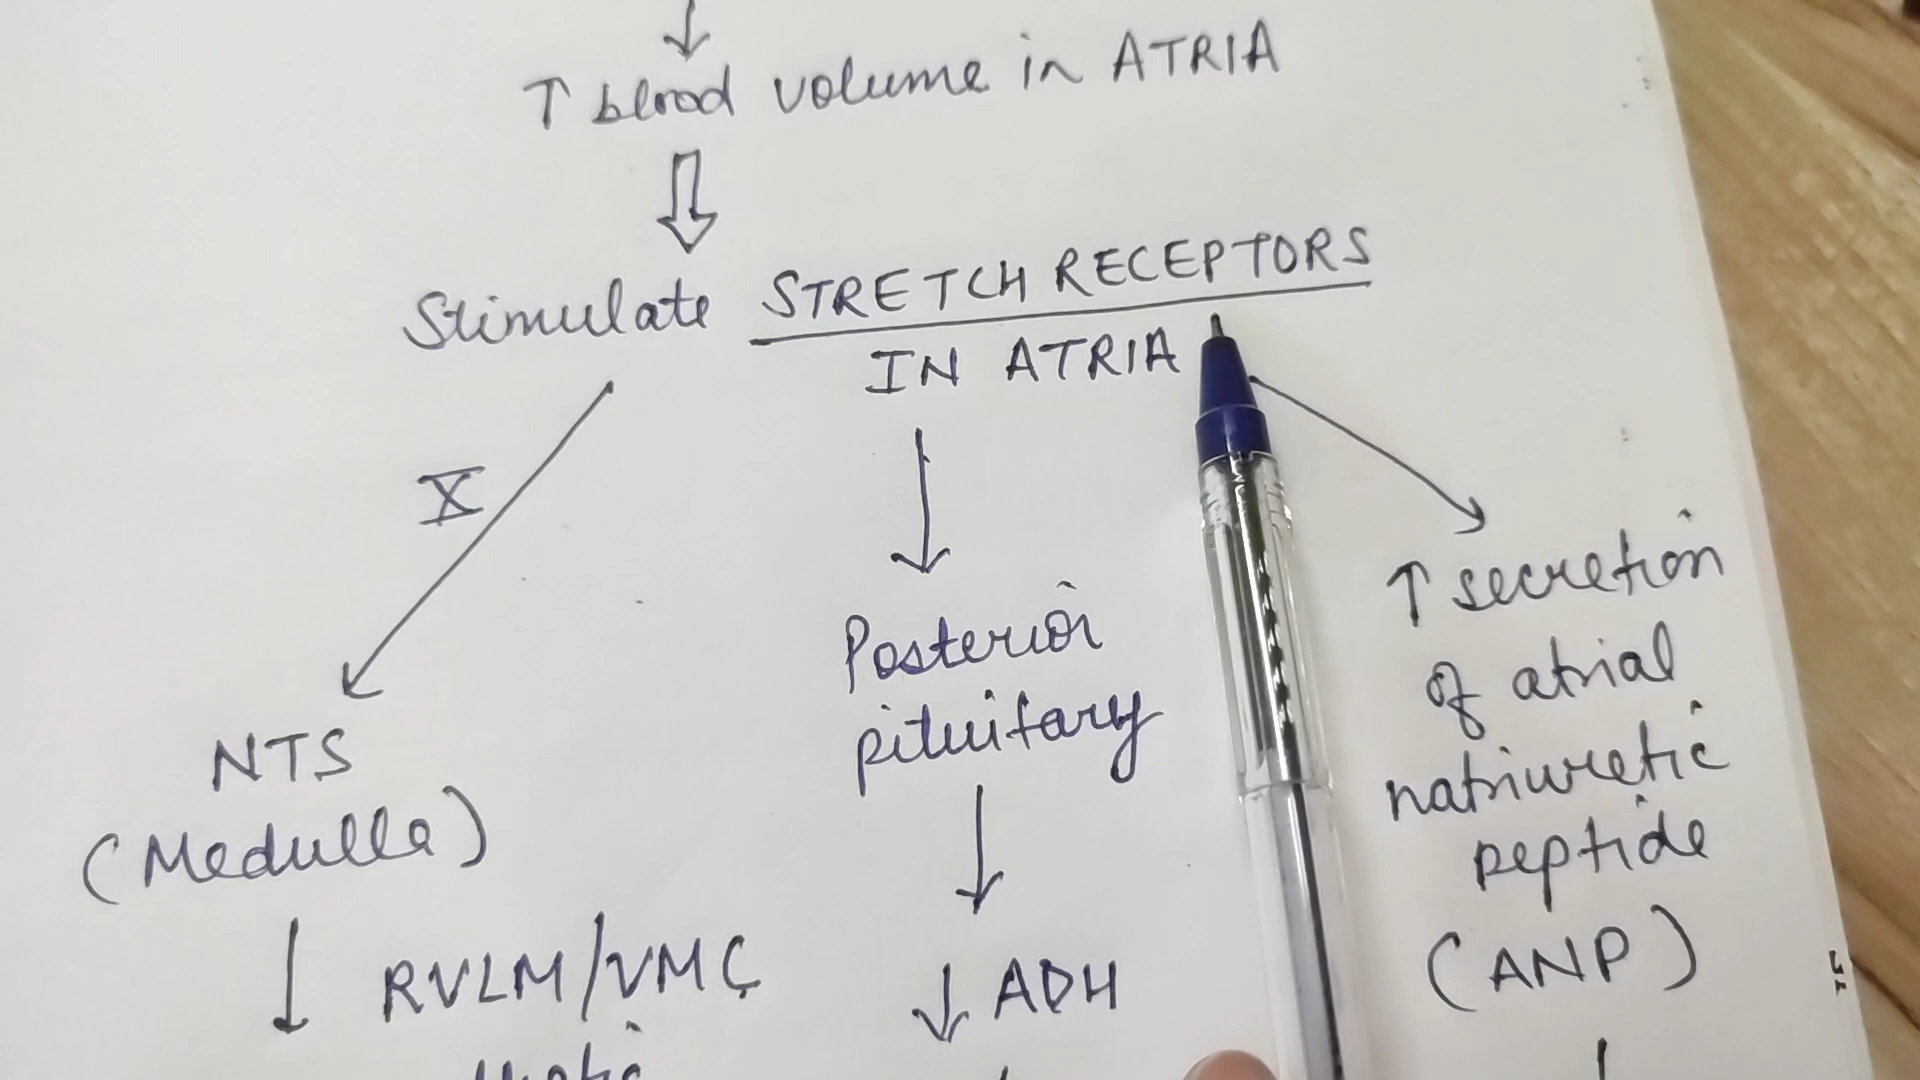 ↑ blood volume in ATRIA
Stimulate STRETCH RECEPTORS
IN ATRIA
X
NTS
(Medulla)
↓ RVLM/VMC
Posterior
pituitary
↓ ADH
↑ secretion
of atrial
natriuretic
peptide
(ANP)